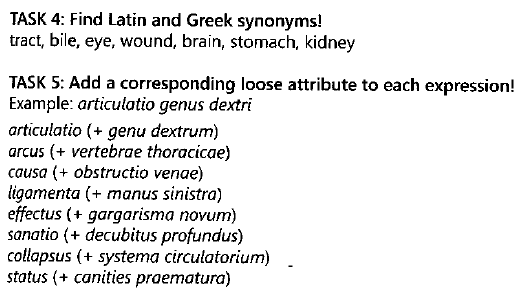 TASK 4: Find Latin and Greek synonyms!
tract, bile, eye, wound, brain, stomach, kidney
TASK 5: Add a corresponding loose attribute to each expression!
Example: articulatio genus dextri
articulatio (+ genu dextrum)
arcus (+ vertebrae thoracicae)
causa (+ obstructio venae)
ligamenta (+ manus sinistra)
effectus (+ gargarisma novum)
sanatio (+ decubitus profundus)
collapsus (+ systema circulatorium)
status (+ canities praematura)